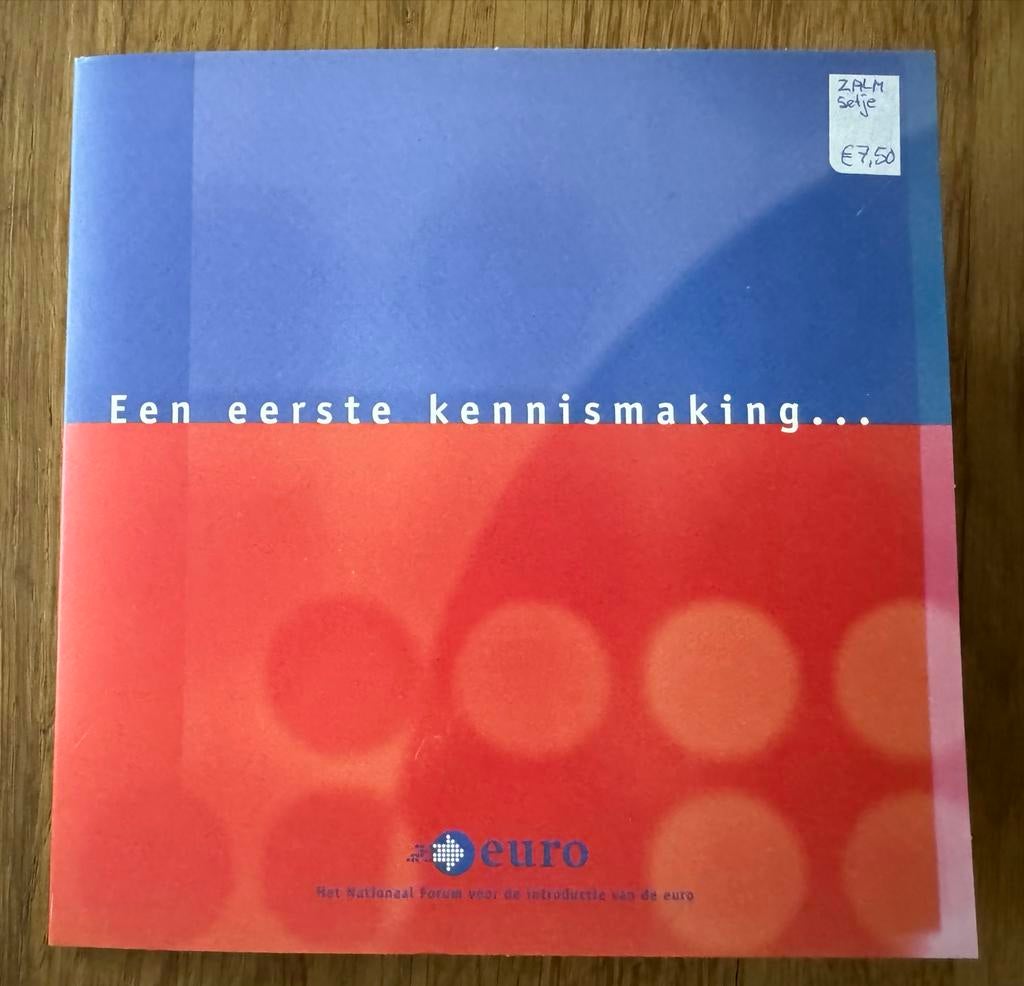 ZALM
setje
€7,50
Een eerste kennismaking...
euro
Het Nationaal Forum voor de introductie van de euro